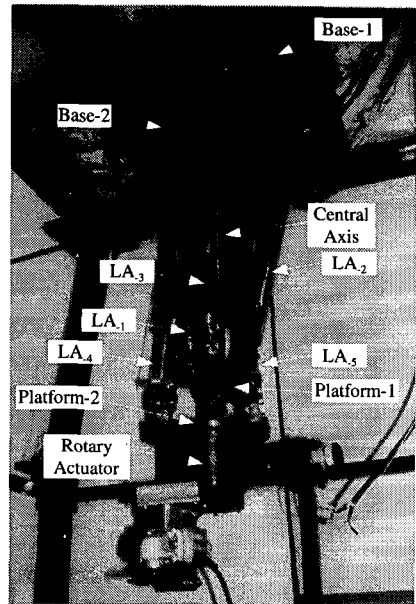 Base-1
Base-2
Central
Axis
LA-3
LA-2
LA-1
LA-4
LA-5
Platform-2
Platform-1
Rotary
Actuator